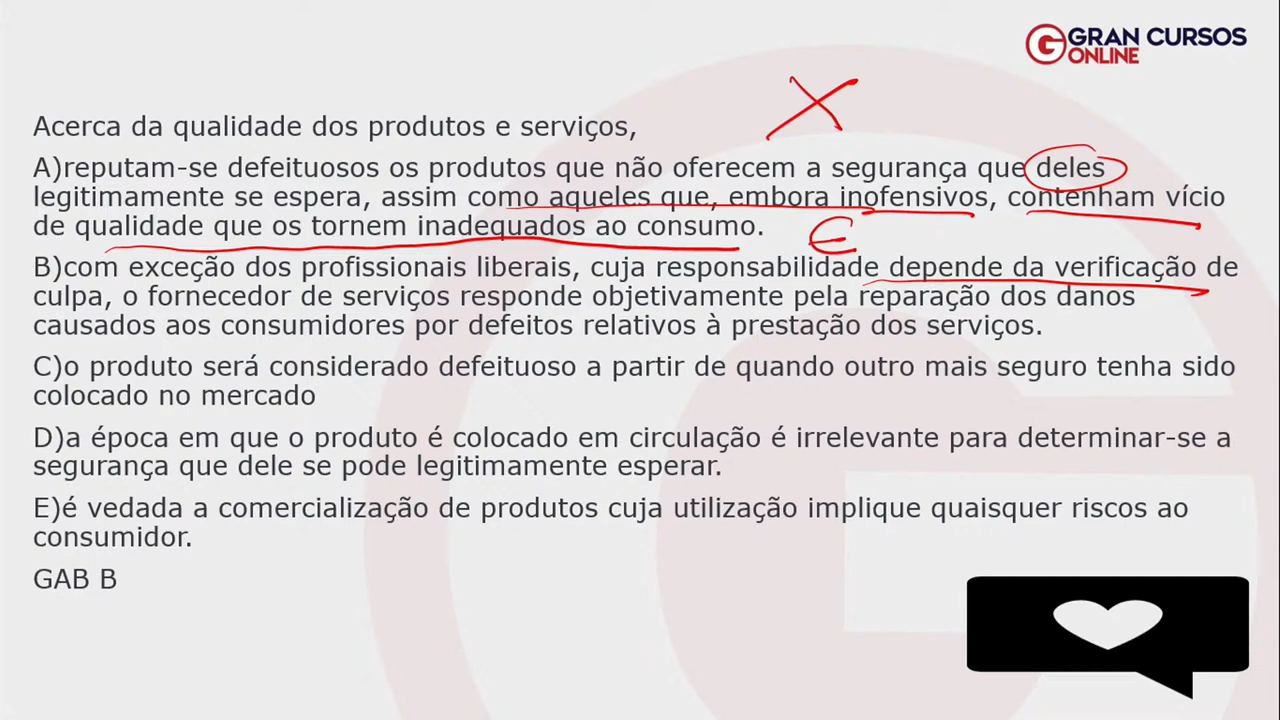 GRAN CURSOS
ONLINE
Acerca da qualidade dos produtos e serviços,
A)reputam-se defeituosos os produtos que não oferecem a segurança que deles
legitimamente se espera, assim como aqueles que, embora inofensivos, contenham vício
de qualidade que os tornem inadequados ao consumo.
E
B)com exceção dos profissionais liberais, cuja responsabilidade depende da verificação de
culpa, o fornecedor de serviços responde objetivamente pela reparação dos danos
causados aos consumidores por defeitos relativos à prestação dos serviços.
C)o produto será considerado defeituoso a partir de quando outro mais seguro tenha sido
colocado no mercado
D)a época em que o produto é colocado em circulação é irrelevante para determinar-se a
segurança que dele se pode legitimamente esperar.
E)é vedada a comercialização de produtos cuja utilização implique quaisquer riscos ao
consumidor.
GAB B